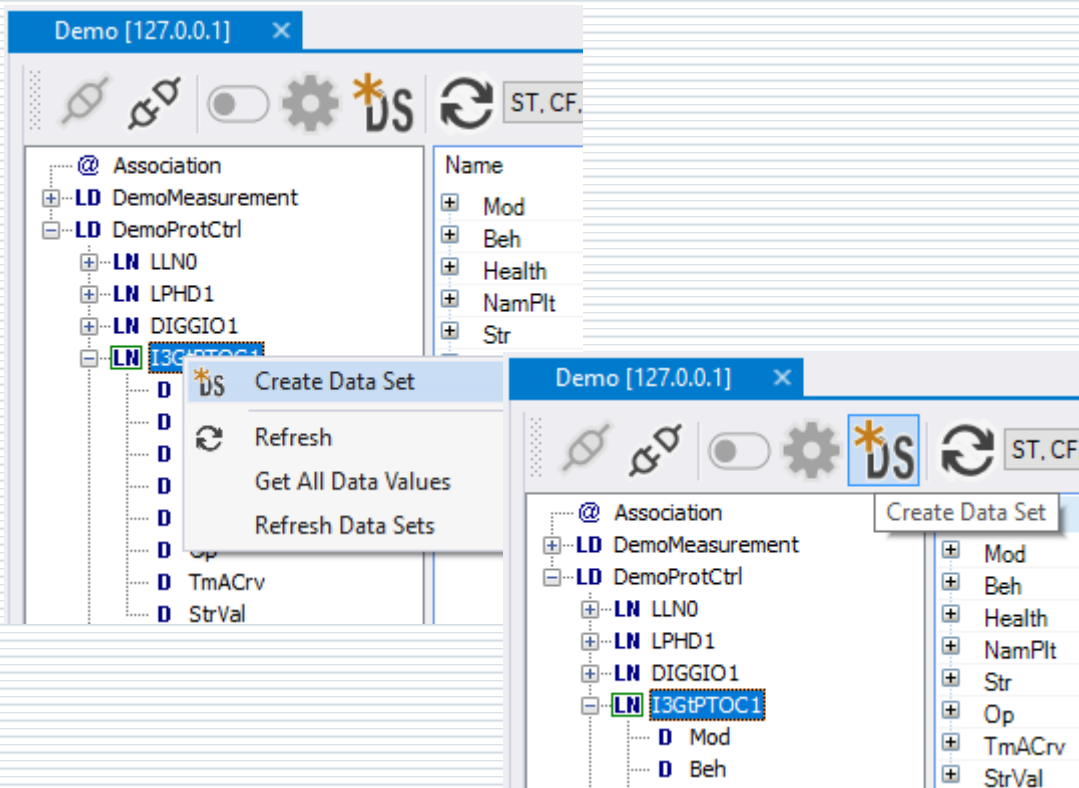 Demo [127.0.0.1] ×
DS
ST, CF,
@ Association
LD DemoMeasurement
LD DemoProtCtrl
LN LLN0
LN LPHD1
LN DIGGIO1
LN
D
D
D
D
D
D
D TmACrv
D StrVal
Name
Mod
Beh
Health
NamPlt
Str
DS Create Data Set
Refresh
Get All Data Values
Refresh Data Sets
Demo [127.0.0.1] ×
DS
ST, CF
Create Data Set
@ Association
LD DemoMeasurement
LD DemoProtCtrl
LN LLN0
LN LPHD1
LN DIGGIO1
LN I3GtPTOC1
D Mod
D Beh
Mod
Beh
Health
NamPlt
Str
Op
TmACrv
StrVal